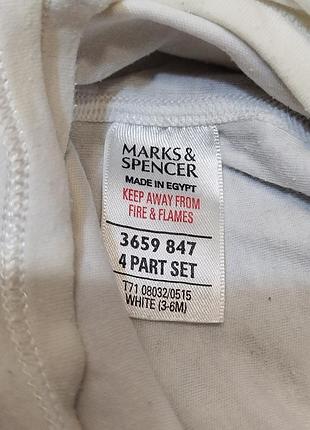 MARKS &
SPENCER
MADE IN EGYPT
KEEP AWAY FROM
FIRE & FLAMES
3659 847
4 PART SET
T71 08032/0515
WHITE (3-6M)